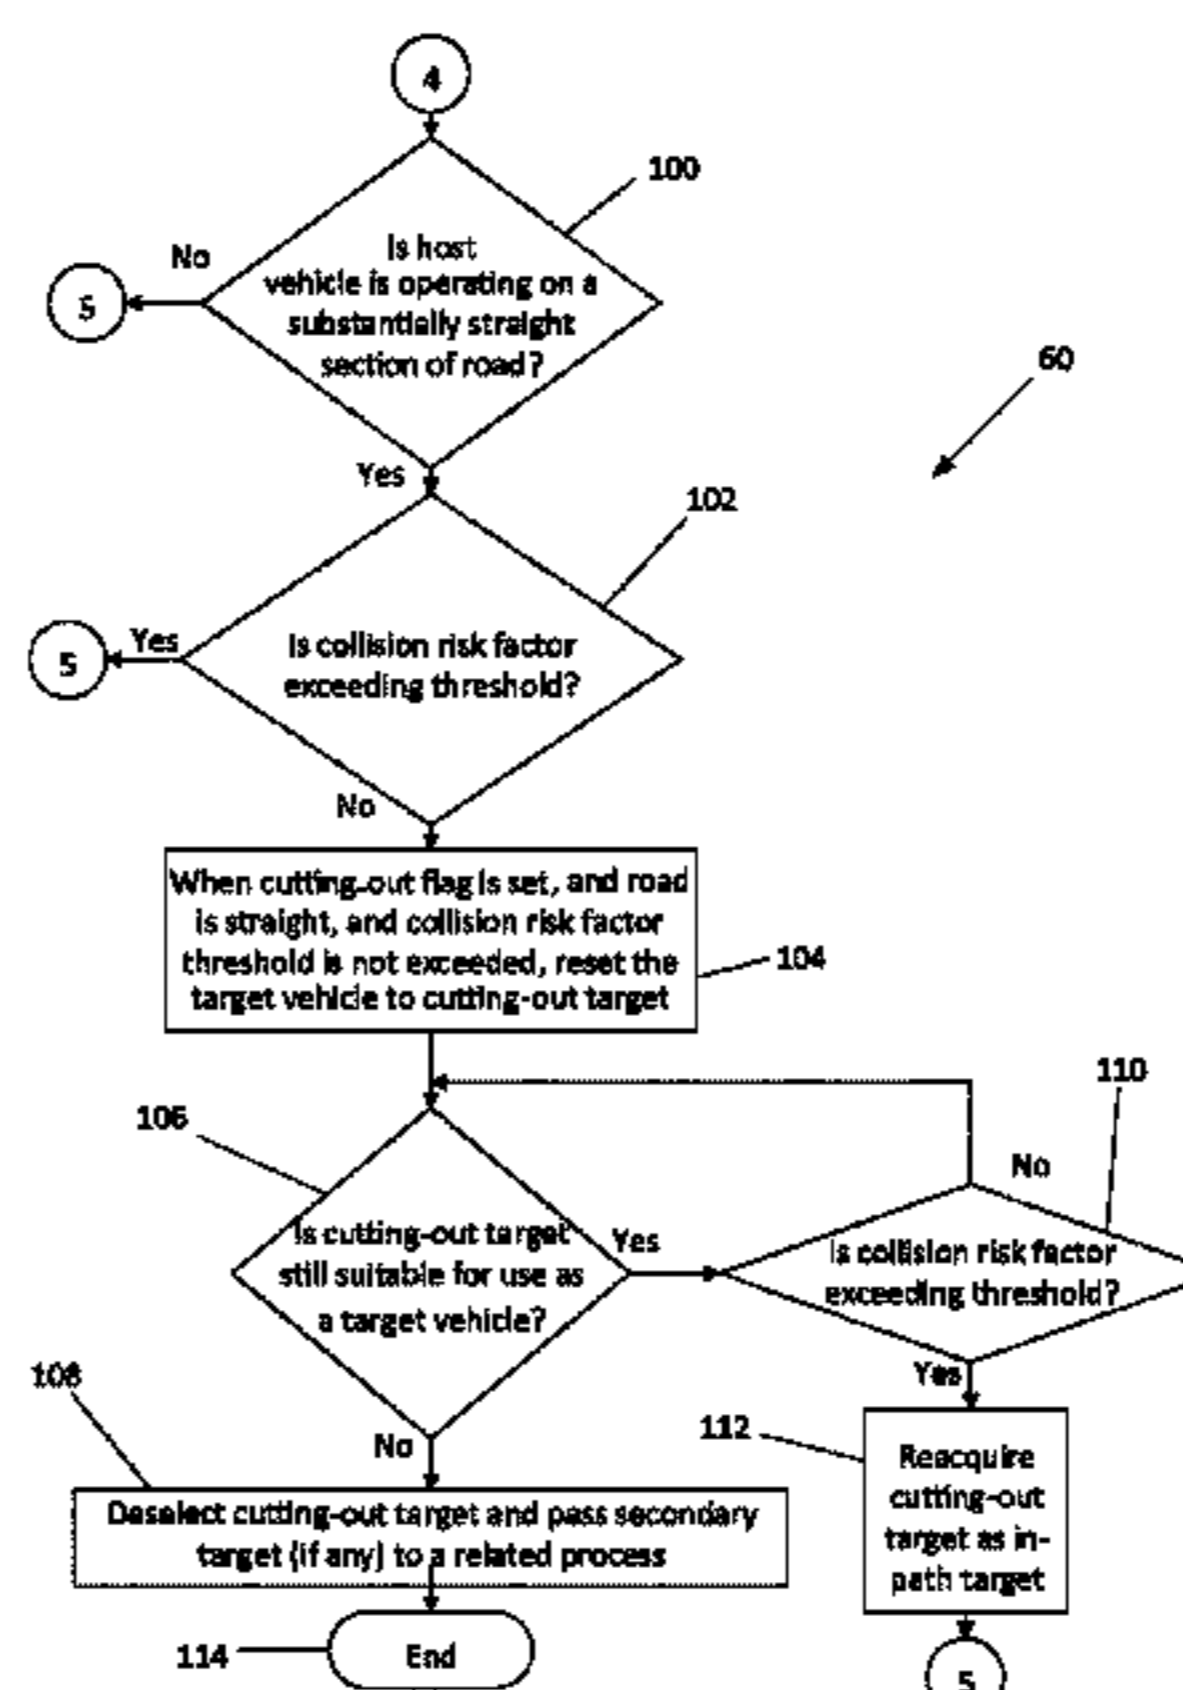 4
100
No
Is host
vehicle is operating on a
substantially straight
section of road?
5
60
Yes
102
Yes
Is collision risk factor
exceeding threshold?
5
No
When cutting-out flag is set, and road
is straight, and collision risk factor
threshold is not exceeded, reset the
target vehicle to cutting-out target
104
110
106
No
Is cutting-out target
still suitable for use as
a target vehicle?
Yes
Is collision risk factor
exceeding threshold?
108
Yes
No
112
Reacquire
cutting-out
target as in-
path target
Deselect cutting-out target and pass secondary
target (if any) to a related process
114
End
5